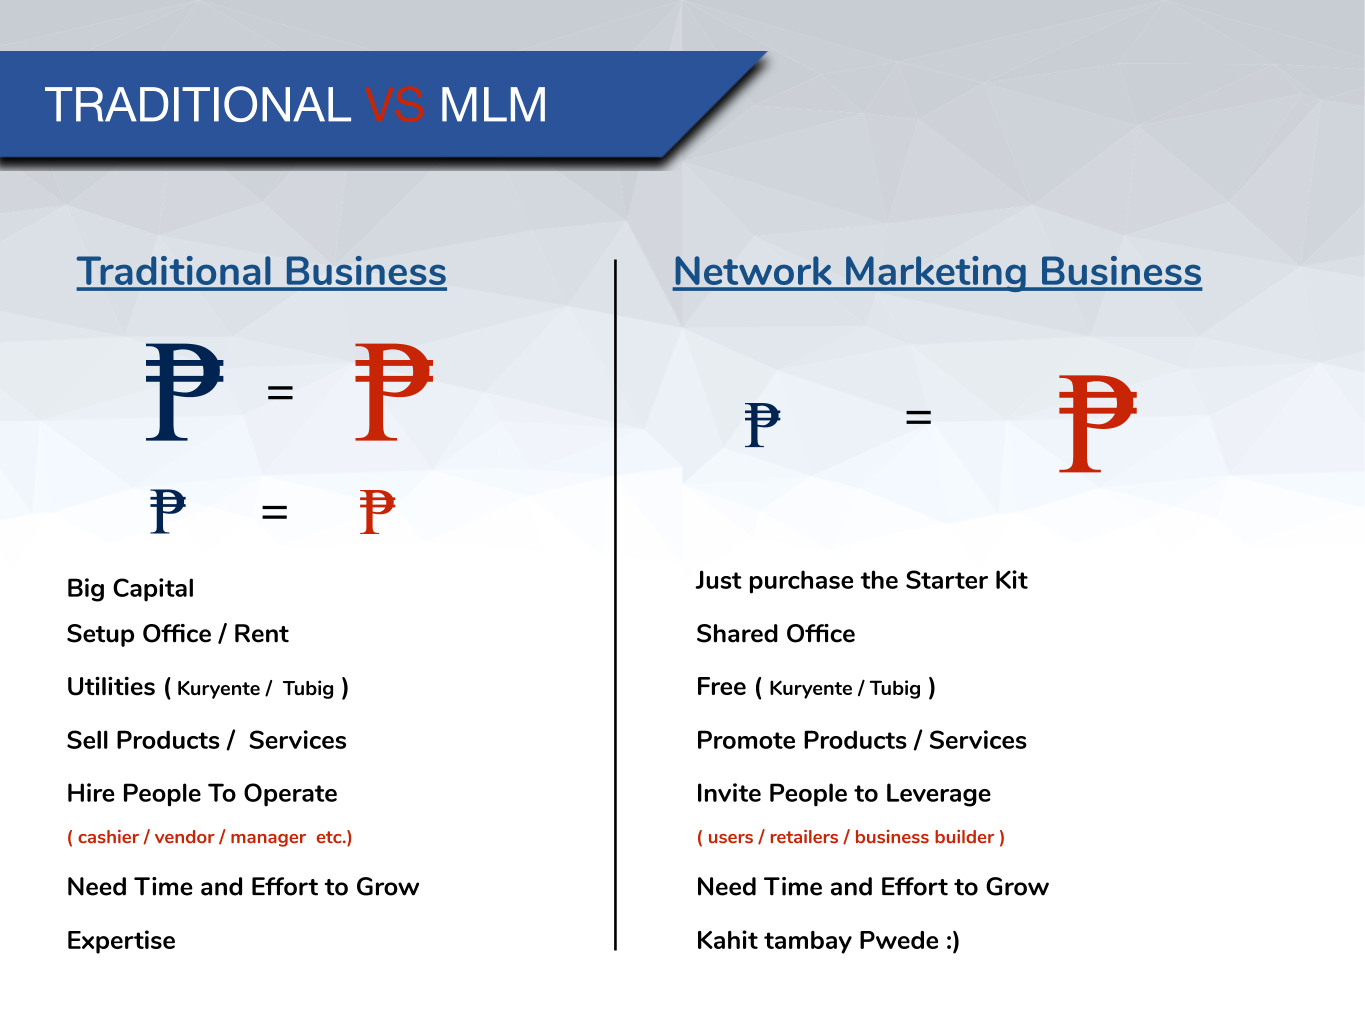 TRADITIONAL VS MLM
Traditional Business
₱ = ₱
₱ = ₱
Big Capital
Setup Office / Rent
Utilities ( Kuryente / Tubig )
Sell Products / Services
Hire People To Operate
( cashier / vendor / manager etc.)
Need Time and Effort to Grow
Expertise
Network Marketing Business
₱ = ₱
Just purchase the Starter Kit
Shared Office
Free ( Kuryente / Tubig )
Promote Products / Services
Invite People to Leverage
( users / retailers / business builder )
Need Time and Effort to Grow
Kahit tambay Pwede :)